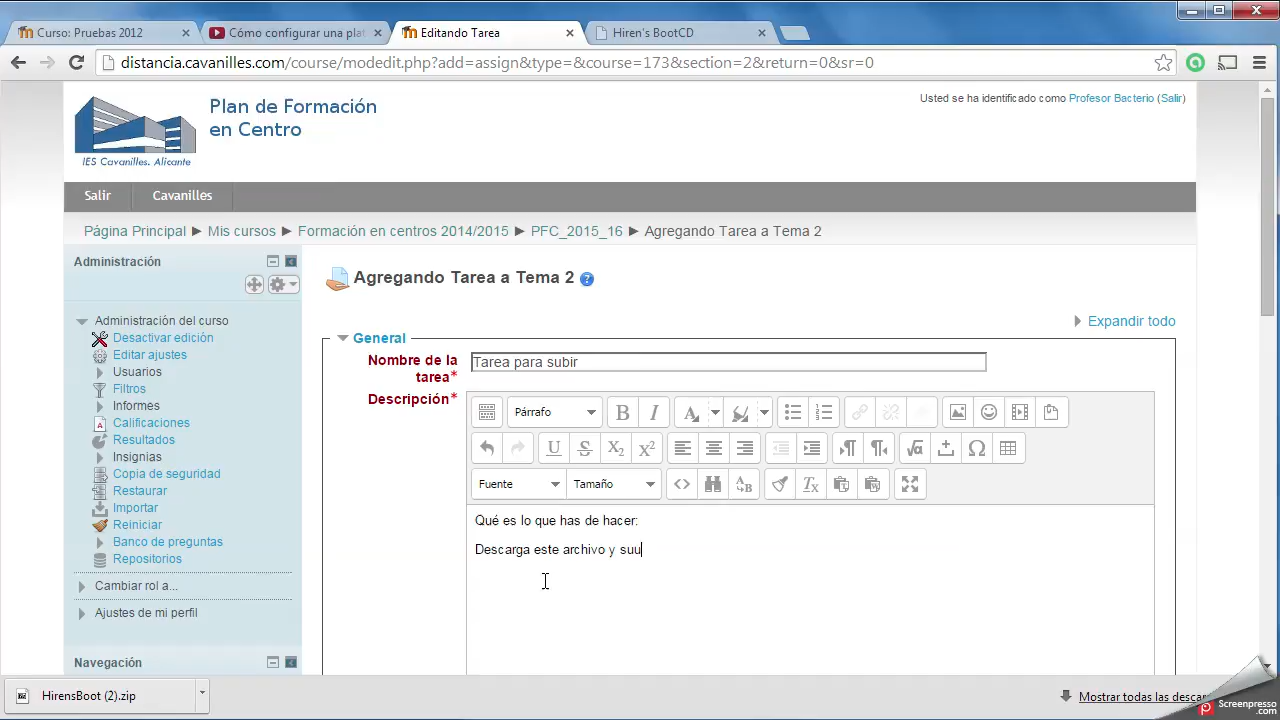 Curso: Pruebas 2012
Cómo configurar una plat
Editando Tarea
Hiren's BootCD
distancia.cavanilles.com/course/modedit.php?add=assign&type=&course=173&section=2&return=0&sr=0
Plan de Formación
en Centro
IES Cavanilles. Alicante
Usted se ha identificado como Profesor Bacterio (Salir)
Salir
Cavanilles
Página Principal ► Mis cursos ► Formación en centros 2014/2015 ► PFC_2015_16 ► Agregando Tarea a Tema 2
Administración
Administración del curso
Desactivar edición
Editar ajustes
Usuarios
Filtros
Informes
Calificaciones
Resultados
Insignias
Copia de seguridad
Restaurar
Importar
Reiniciar
Banco de preguntas
Repositorios
Cambiar rol a...
Ajustes de mi perfil
Navegación
Agregando Tarea a Tema 2
Expandir todo
General
Nombre de la
tarea*
Tarea para subir
Descripción*
Párrafo
Fuente
Tamaño
Qué es lo que has de hacer:
Descarga este archivo y suu
HirensBoot (2).zip
Mostrar todas las desca
Screenpresso
.com